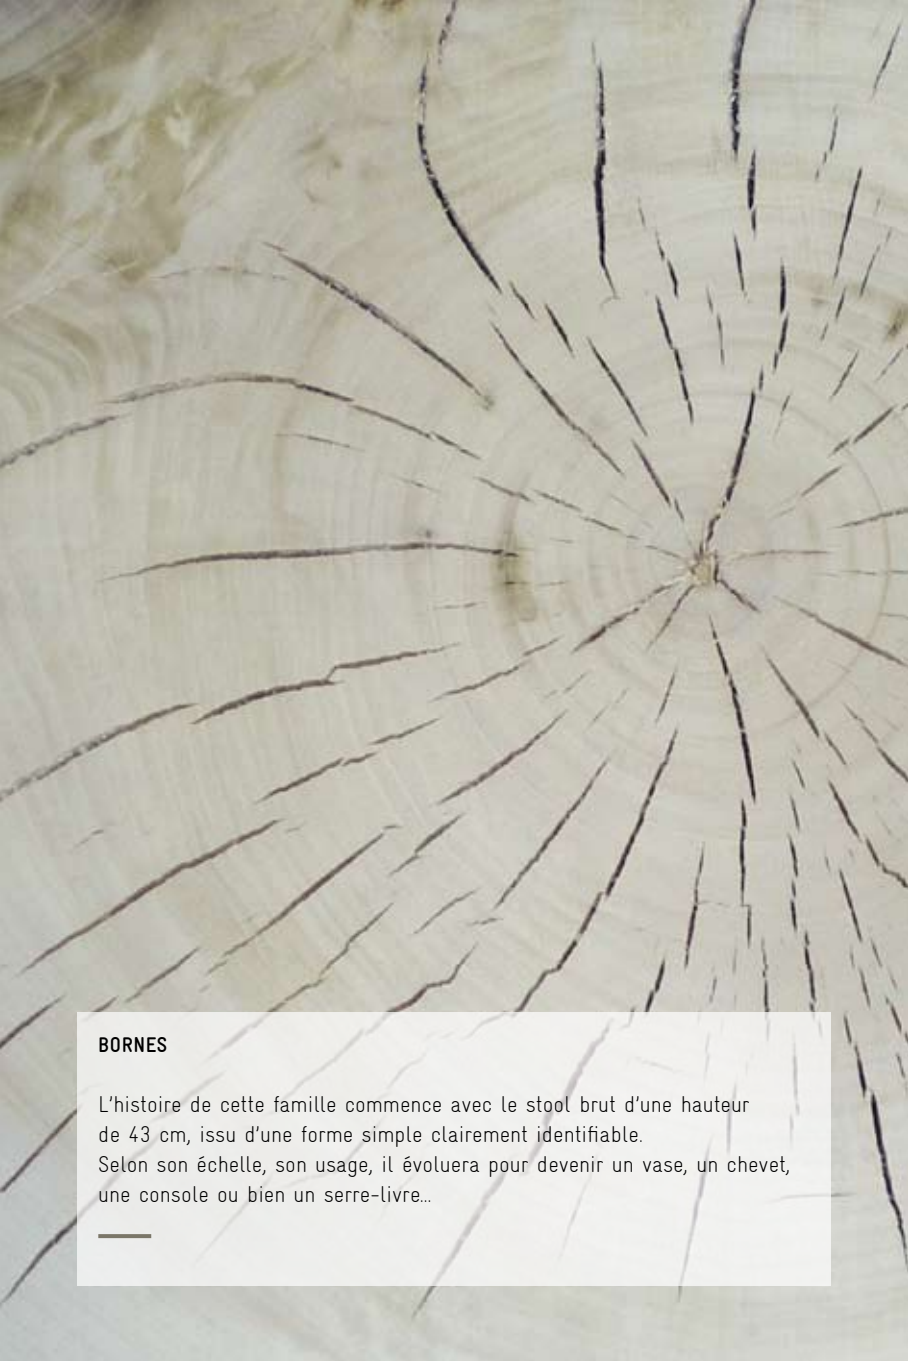 BORNES
L'histoire de cette famille commence avec le stool brut d'une hauteur
de 43 cm, issu d'une forme simple clairement identifiable.
Selon son échelle, son usage, il évoluera pour devenir un vase, un chevet,
une console ou bien un serre-livre...